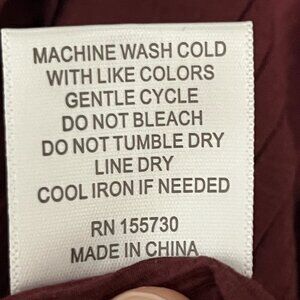 MACHINE WASH COLD
WITH LIKE COLORS
GENTLE CYCLE
DO NOT BLEACH
DO NOT TUMBLE DRY
LINE DRY
COOL IRON IF NEEDED
RN 155730
MADE IN CHINA